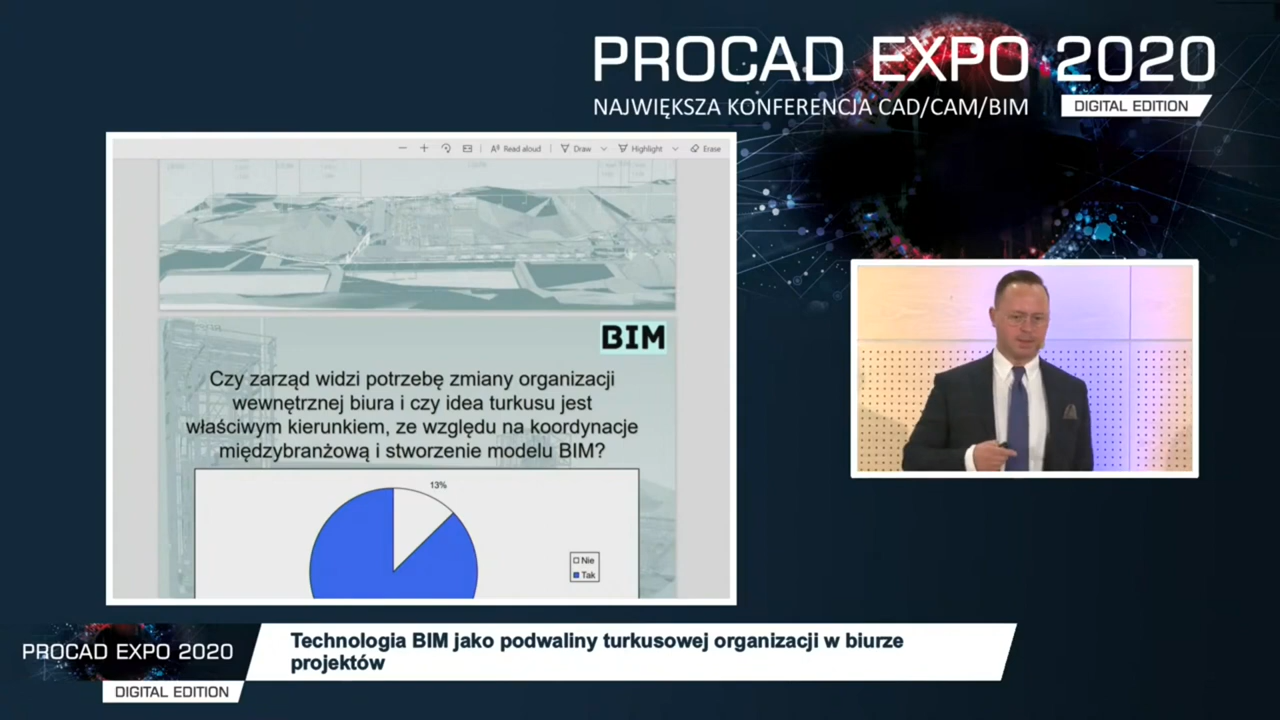 PROCAD EXPO 2020
NAJWIĘKSZA KONFERENCJA CAD/CAM/BIM
DIGITAL EDITION
Read aloud
Draw
Highlight
Erase
BIM
Czy zarząd widzi potrzebę zmiany organizacji
wewnętrznej biura i czy idea turkusu jest
właściwym kierunkiem, ze względu na koordynacje
międzybranżową i stworzenie modelu BIM?
13%
Nie
Tak
PROCAD EXPO 2020
DIGITAL EDITION
Technologia BIM jako podwaliny turkusowej organizacji w biurze
projektów